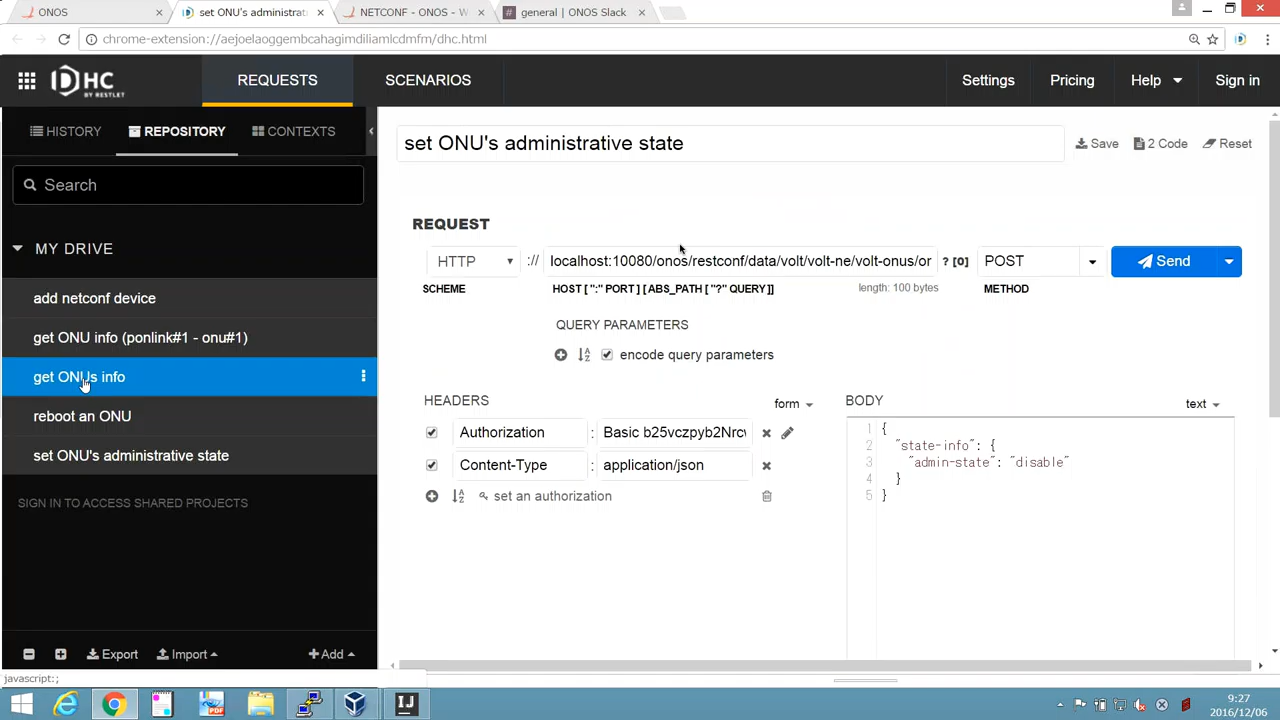 ONOS
set ONU's administrat
NETCONF - ONOS - W
general | ONOS Slack
chrome-extension://aejoelaoggembcahagimdiliamlcdmfm/dhc.html
DHC
BY RESTLET
REQUESTS
SCENARIOS
Settings
Pricing
Help
Sign in
HISTORY
REPOSITORY
CONTEXTS
set ONU's administrative state
Save
2 Code
Reset
Search
REQUEST
MY DRIVE
HTTP
://
localhost:10080/onos/restconf/data/volt/volt-ne/volt-onus/or
? [0]
POST
Send
SCHEME
HOST [ ":" PORT ] [ ABS_PATH [ "?" QUERY ]]
length: 100 bytes
METHOD
add netconf device
get ONU info (ponlink#1 - onu#1)
get ONUs info
reboot an ONU
set ONU's administrative state
SIGN IN TO ACCESS SHARED PROJECTS
QUERY PARAMETERS
encode query parameters
HEADERS
form
BODY
text
Authorization
:
Basic b25vczpyb2Nrcv
Content-Type
:
application/json
set an authorization
1 {
2 "state-info": {
3 "admin-state": "disable"
4 }
5 }
Export
Import
Add
javascript:;
9:27
2016/12/06